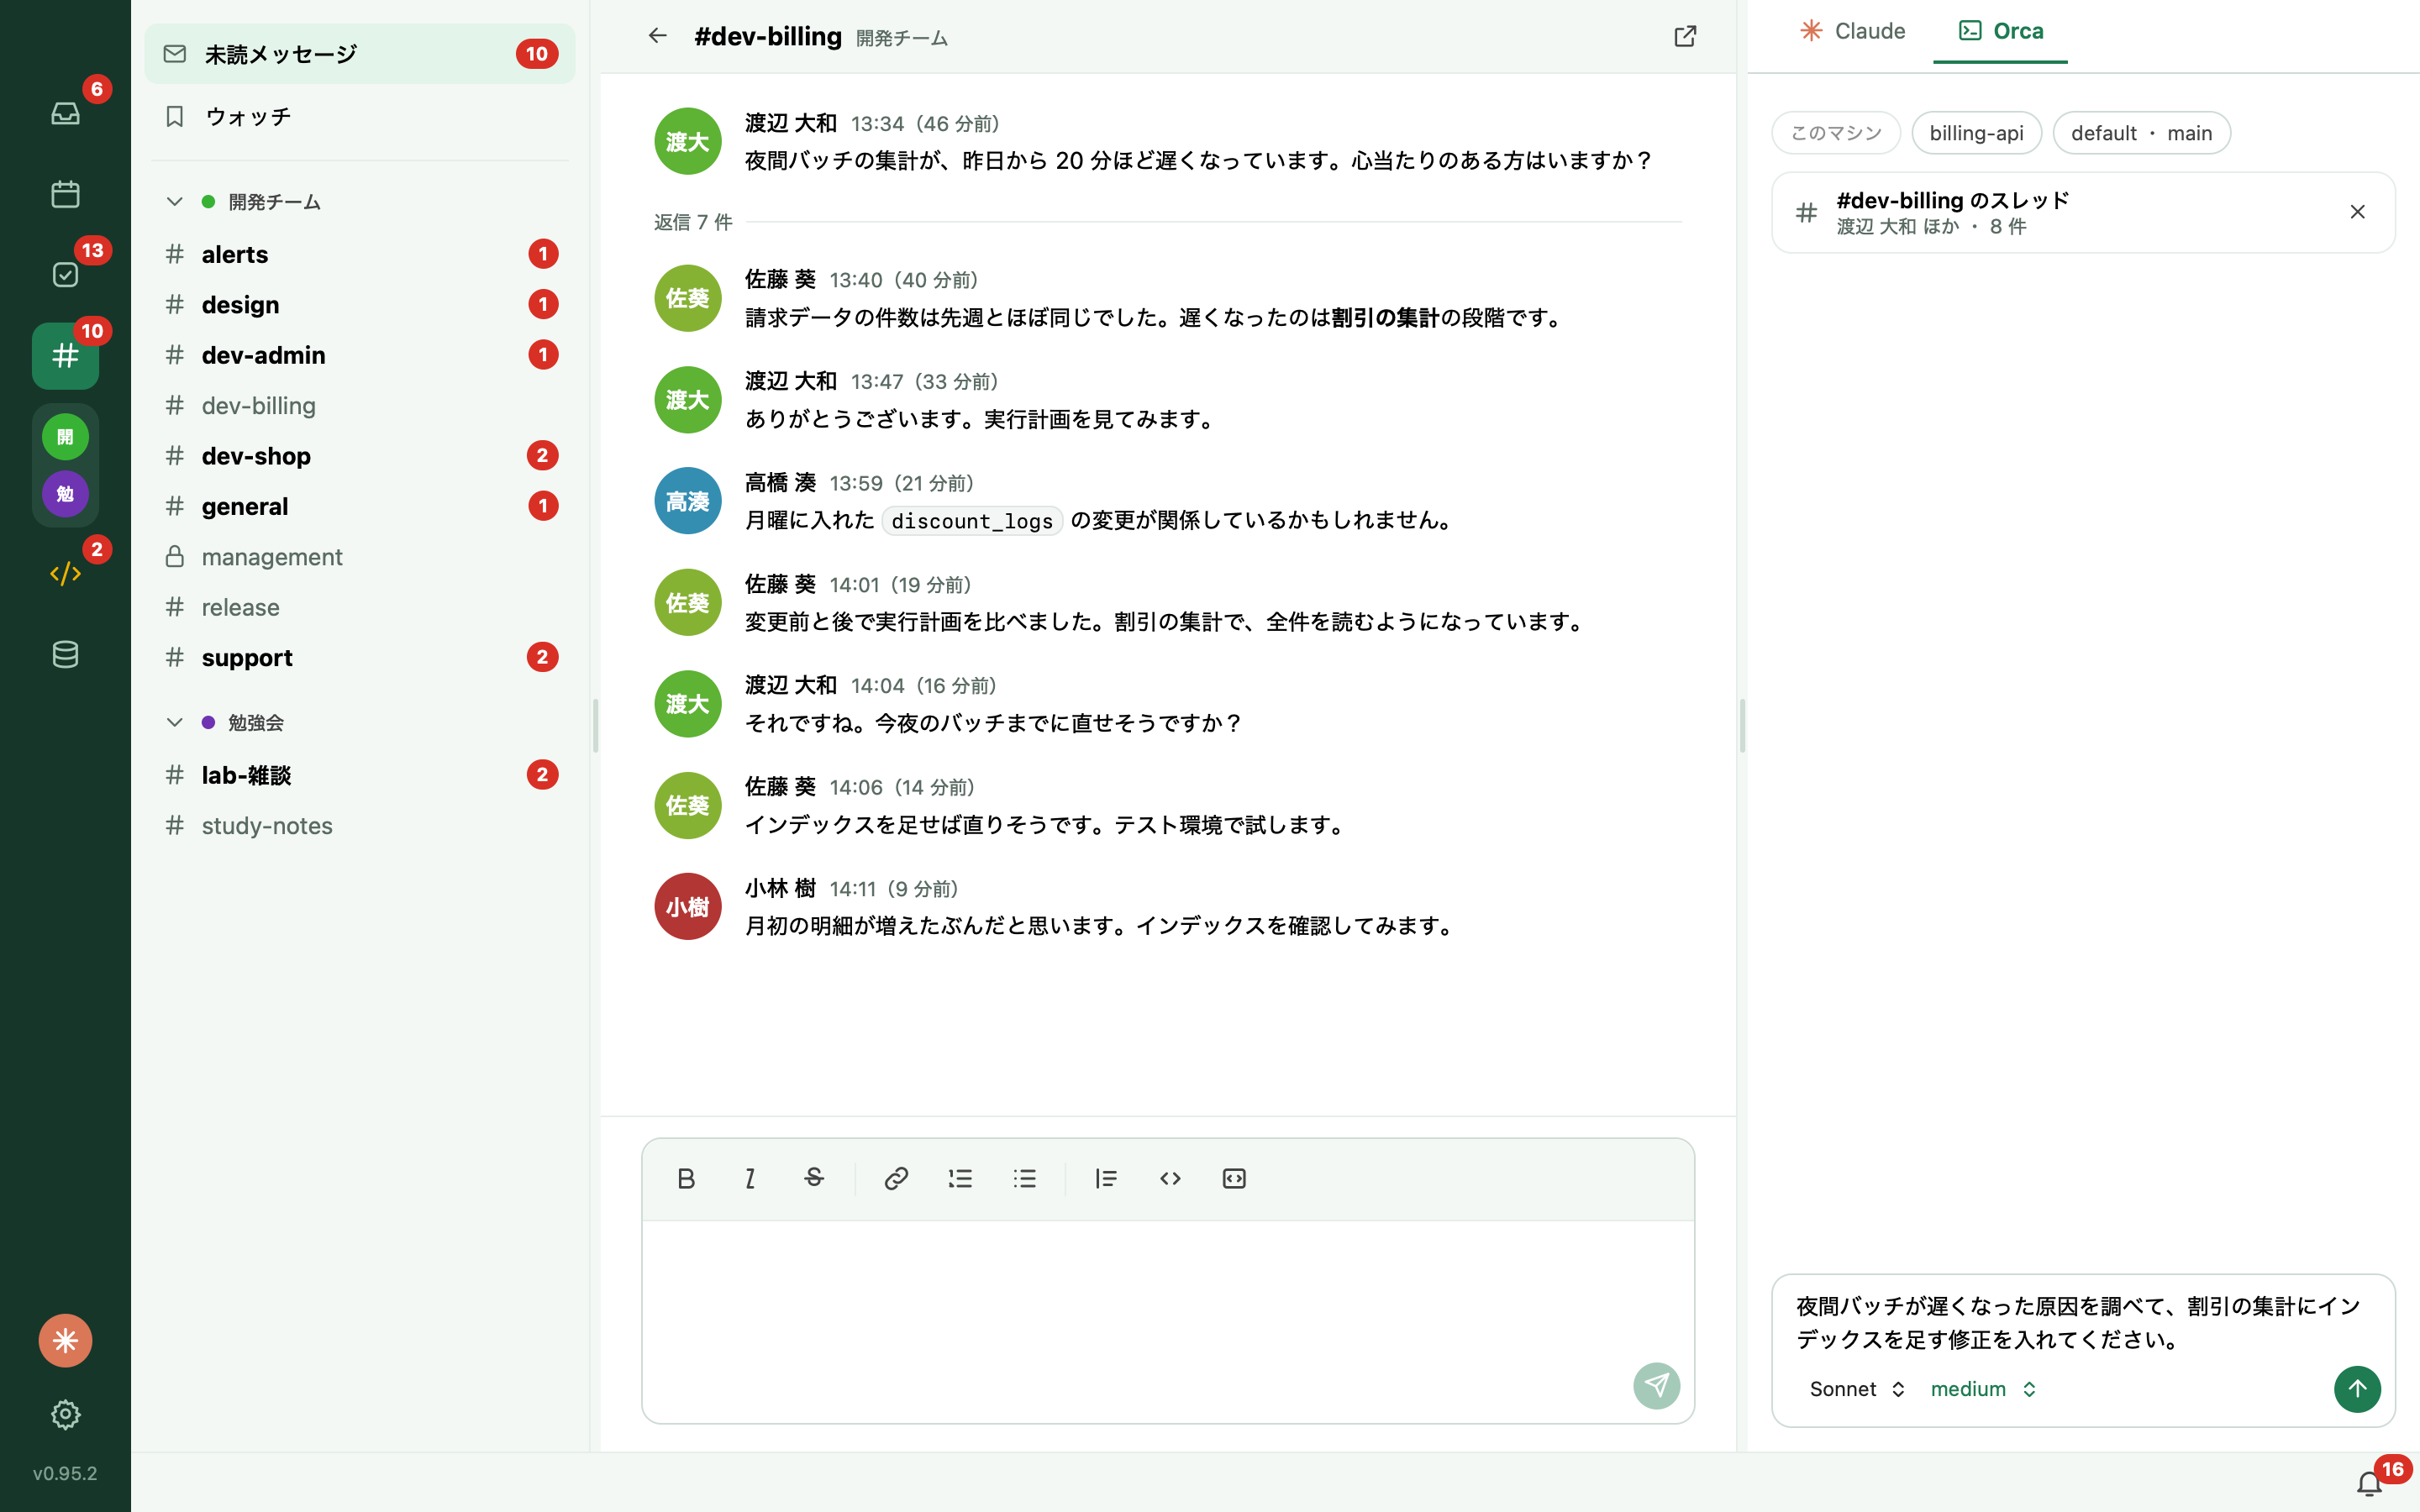 6
13
10
開
勉
2
v0.95.2
未読メッセージ 10
ウォッチ
開発チーム
# alerts 1
# design 1
# dev-admin 1
# dev-billing
# dev-shop 2
# general 1
management
# release
# support 2
勉強会
# lab-雑談 2
# study-notes
#dev-billing 開発チーム
渡大
渡辺 大和 13:34（46 分前）
夜間バッチの集計が、昨日から 20 分ほど遅くなっています。心当たりのある方はいますか？
返信 7 件
佐葵
佐藤 葵 13:40（40 分前）
請求データの件数は先週とほぼ同じでした。遅くなったのは割引の集計の段階です。
渡大
渡辺 大和 13:47（33 分前）
ありがとうございます。実行計画を見てみます。
高湊
高橋 湊 13:59（21 分前）
月曜に入れた discount_logs の変更が関係しているかもしれません。
佐葵
佐藤 葵 14:01（19 分前）
変更前と後で実行計画を比べました。割引の集計で、全件を読むようになっています。
渡大
渡辺 大和 14:04（16 分前）
それですね。今夜のバッチまでに直せそうですか？
佐葵
佐藤 葵 14:06（14 分前）
インデックスを足せば直りそうです。テスト環境で試します。
小樹
小林 樹 14:11（9 分前）
月初の明細が増えたぶんだと思います。インデックスを確認してみます。
Claude Orca
このマシン billing-api default ・ main
# #dev-billing のスレッド
渡辺 大和 ほか ・ 8 件
夜間バッチが遅くなった原因を調べて、割引の集計にイン
デックスを足す修正を入れてください。
Sonnet medium
16